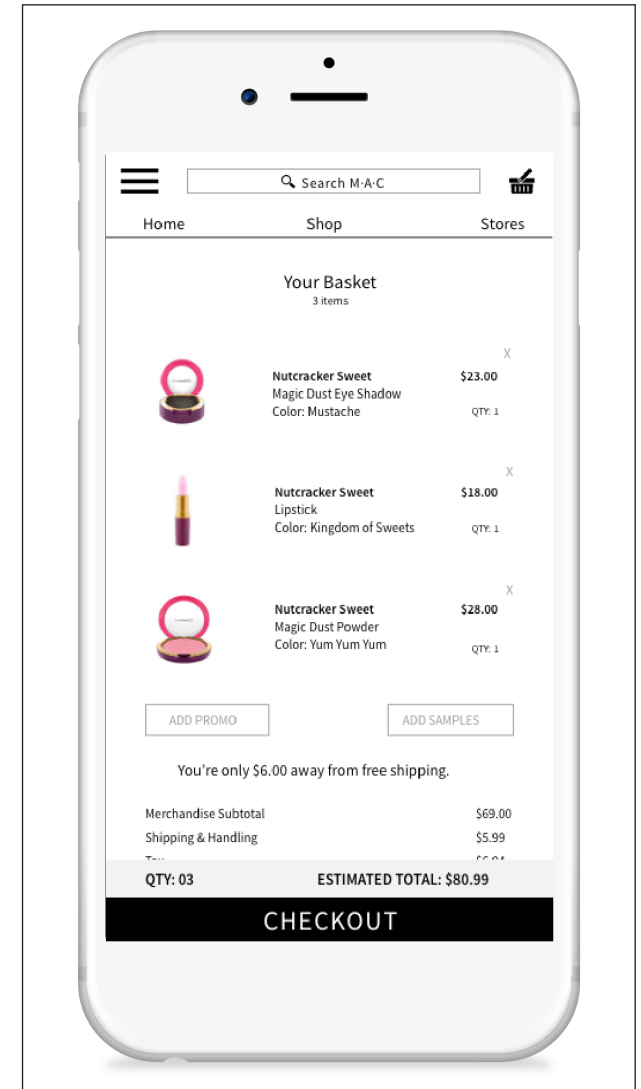 Search M·A·C
Home Shop Stores
Your Basket
3 items
X
Nutcracker Sweet $23.00
Magic Dust Eye Shadow
Color: Mustache QTY: 1
X
Nutcracker Sweet $18.00
Lipstick
Color: Kingdom of Sweets QTY: 1
X
Nutcracker Sweet $28.00
Magic Dust Powder
Color: Yum Yum Yum QTY: 1
ADD PROMO ADD SAMPLES
You're only $6.00 away from free shipping.
Merchandise Subtotal $69.00
Shipping & Handling $5.99
QTY: 03 ESTIMATED TOTAL: $80.99
CHECKOUT